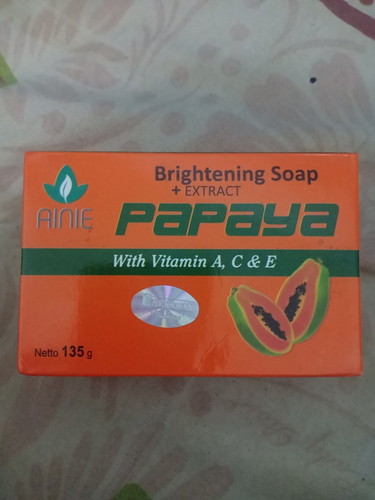 Brightening Soap
+ EXTRACT
AINIE
PAPAYA
With Vitamin A, C & E
Netto 135 g